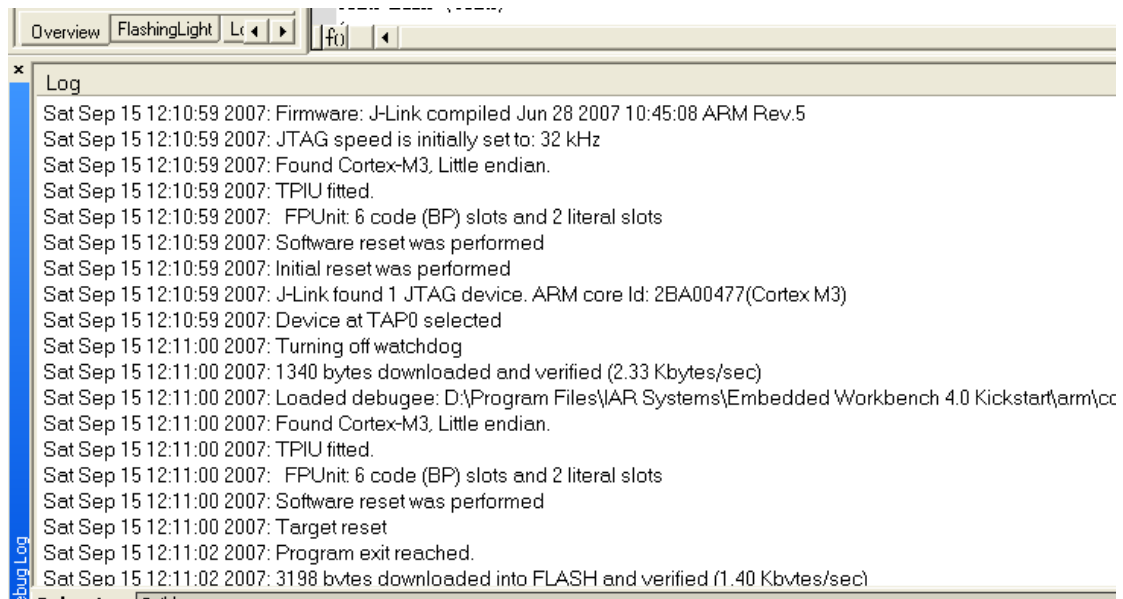 Overview FlashingLight
f()
Log
Sat Sep 15 12:10:59 2007: Firmware: J-Link compiled Jun 28 2007 10:45:08 ARM Rev.5
Sat Sep 15 12:10:59 2007: JTAG speed is initially set to: 32 kHz
Sat Sep 15 12:10:59 2007: Found Cortex-M3, Little endian.
Sat Sep 15 12:10:59 2007: TPIU fitted.
Sat Sep 15 12:10:59 2007: FPUnit: 6 code (BP) slots and 2 literal slots
Sat Sep 15 12:10:59 2007: Software reset was performed
Sat Sep 15 12:10:59 2007: Initial reset was performed
Sat Sep 15 12:10:59 2007: J-Link found 1 JTAG device. ARM core Id: 2BA00477(Cortex M3)
Sat Sep 15 12:10:59 2007: Device at TAP0 selected
Sat Sep 15 12:11:00 2007: Turning off watchdog
Sat Sep 15 12:11:00 2007: 1340 bytes downloaded and verified (2.33 Kbytes/sec)
Sat Sep 15 12:11:00 2007: Loaded debugee: D:\Program Files\IAR Systems\Embedded Workbench 4.0 Kickstart\arm\co
Sat Sep 15 12:11:00 2007: Found Cortex-M3, Little endian.
Sat Sep 15 12:11:00 2007: TPIU fitted.
Sat Sep 15 12:11:00 2007: FPUnit: 6 code (BP) slots and 2 literal slots
Sat Sep 15 12:11:00 2007: Software reset was performed
Sat Sep 15 12:11:00 2007: Target reset
Sat Sep 15 12:11:02 2007: Program exit reached.
Sat Sep 15 12:11:02 2007: 3198 bytes downloaded into FLASH and verified (1.40 Kbytes/sec)
ebug Log